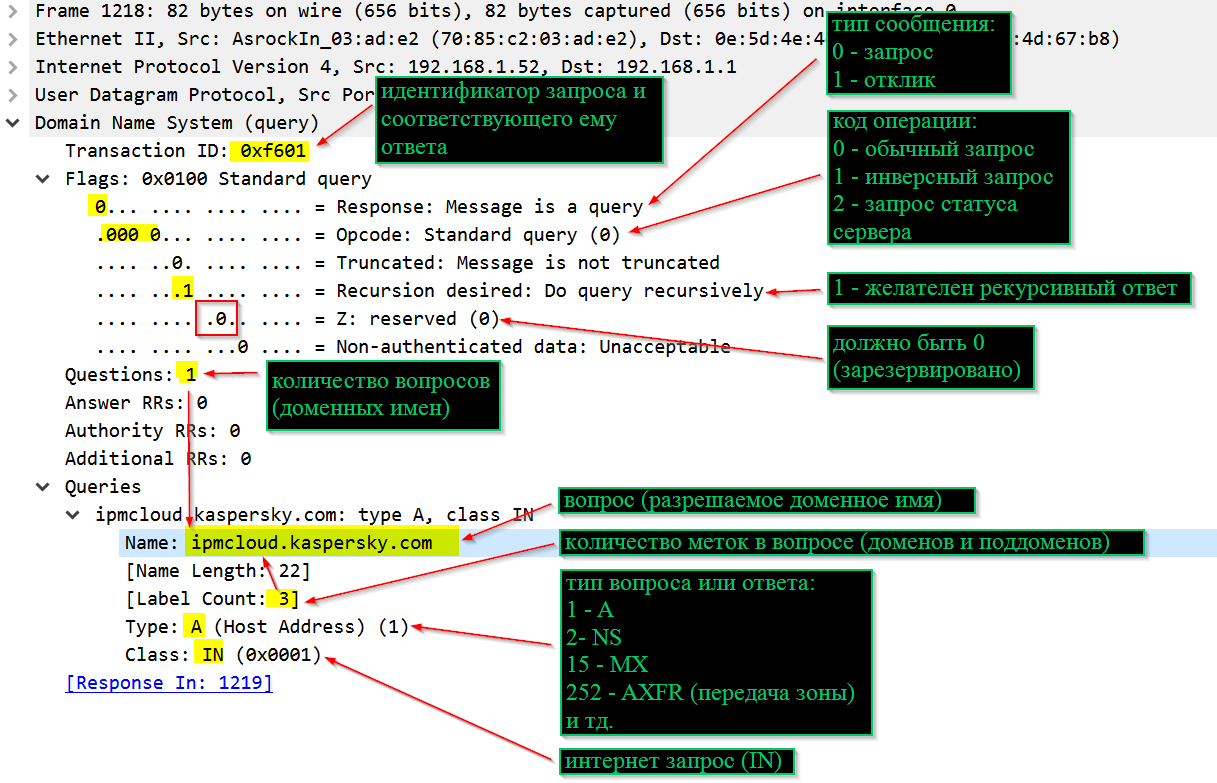 Frame 1218: 82 bytes on wire (656 bits), 82 bytes captured (656 bits) on interface 0
Ethernet II, Src: AsrockIn_03:ad:e2 (70:85:c2:03:ad:e2), Dst: 0e:5d:4e:4 :4d:67:b8)
Internet Protocol Version 4, Src: 192.168.1.52, Dst: 192.168.1.1
User Datagram Protocol, Src Por
Domain Name System (query)
Transaction ID: 0xf601
Flags: 0x0100 Standard query
0... .... .... .... = Response: Message is a query
.000 0... .... .... = Opcode: Standard query (0)
.... ..0. .... .... = Truncated: Message is not truncated
.... ...1 .... .... = Recursion desired: Do query recursively
.... .... .0.. .... = Z: reserved (0)
.... .... ...0 .... = Non-authenticated data: Unacceptable
Questions: 1
Answer RRs: 0
Authority RRs: 0
Additional RRs: 0
Queries
ipmcloud.kaspersky.com: type A, class IN
Name: ipmcloud.kaspersky.com
[Name Length: 22]
[Label Count: 3]
Type: A (Host Address) (1)
Class: IN (0x0001)
[Response In: 1219]
тип сообщения:
0 - запрос
1 - отклик
идентификатор запроса и
соответствующего ему
ответа
код операции:
0 - обычный запрос
1 - инверсный запрос
2 - запрос статуса
сервера
1 - желателен рекурсивный ответ
должно быть 0
(зарезервировано)
количество вопросов
(доменных имен)
вопрос (разрешаемое доменное имя)
количество меток в вопросе (доменов и поддоменов)
тип вопроса или ответа:
1 - A
2- NS
15 - MX
252 - AXFR (передача зоны)
и тд.
интернет запрос (IN)